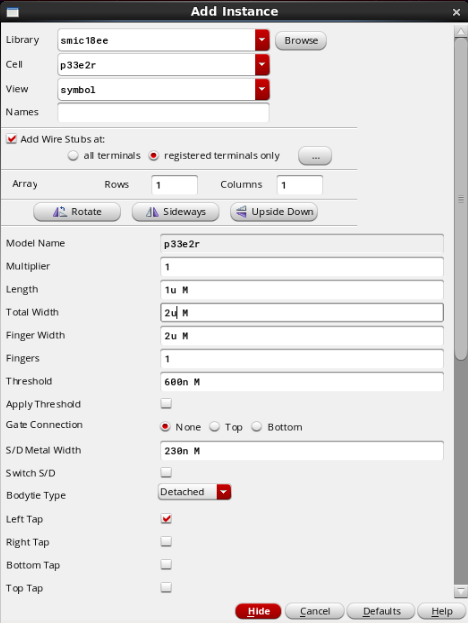 Add Instance
Library smic18ee Browse
Cell p33e2r
View symbol
Names
Add Wire Stubs at:
all terminals registered terminals only ...
Array Rows 1 Columns 1
Rotate Sideways Upside Down
Model Name p33e2r
Multiplier 1
Length 1u M
Total Width 2u M
Finger Width 2u M
Fingers 1
Threshold 600n M
Apply Threshold
Gate Connection None Top Bottom
S/D Metal Width 230n M
Switch S/D
Bodytie Type Detached
Left Tap
Right Tap
Bottom Tap
Top Tap
Hide Cancel Defaults Help